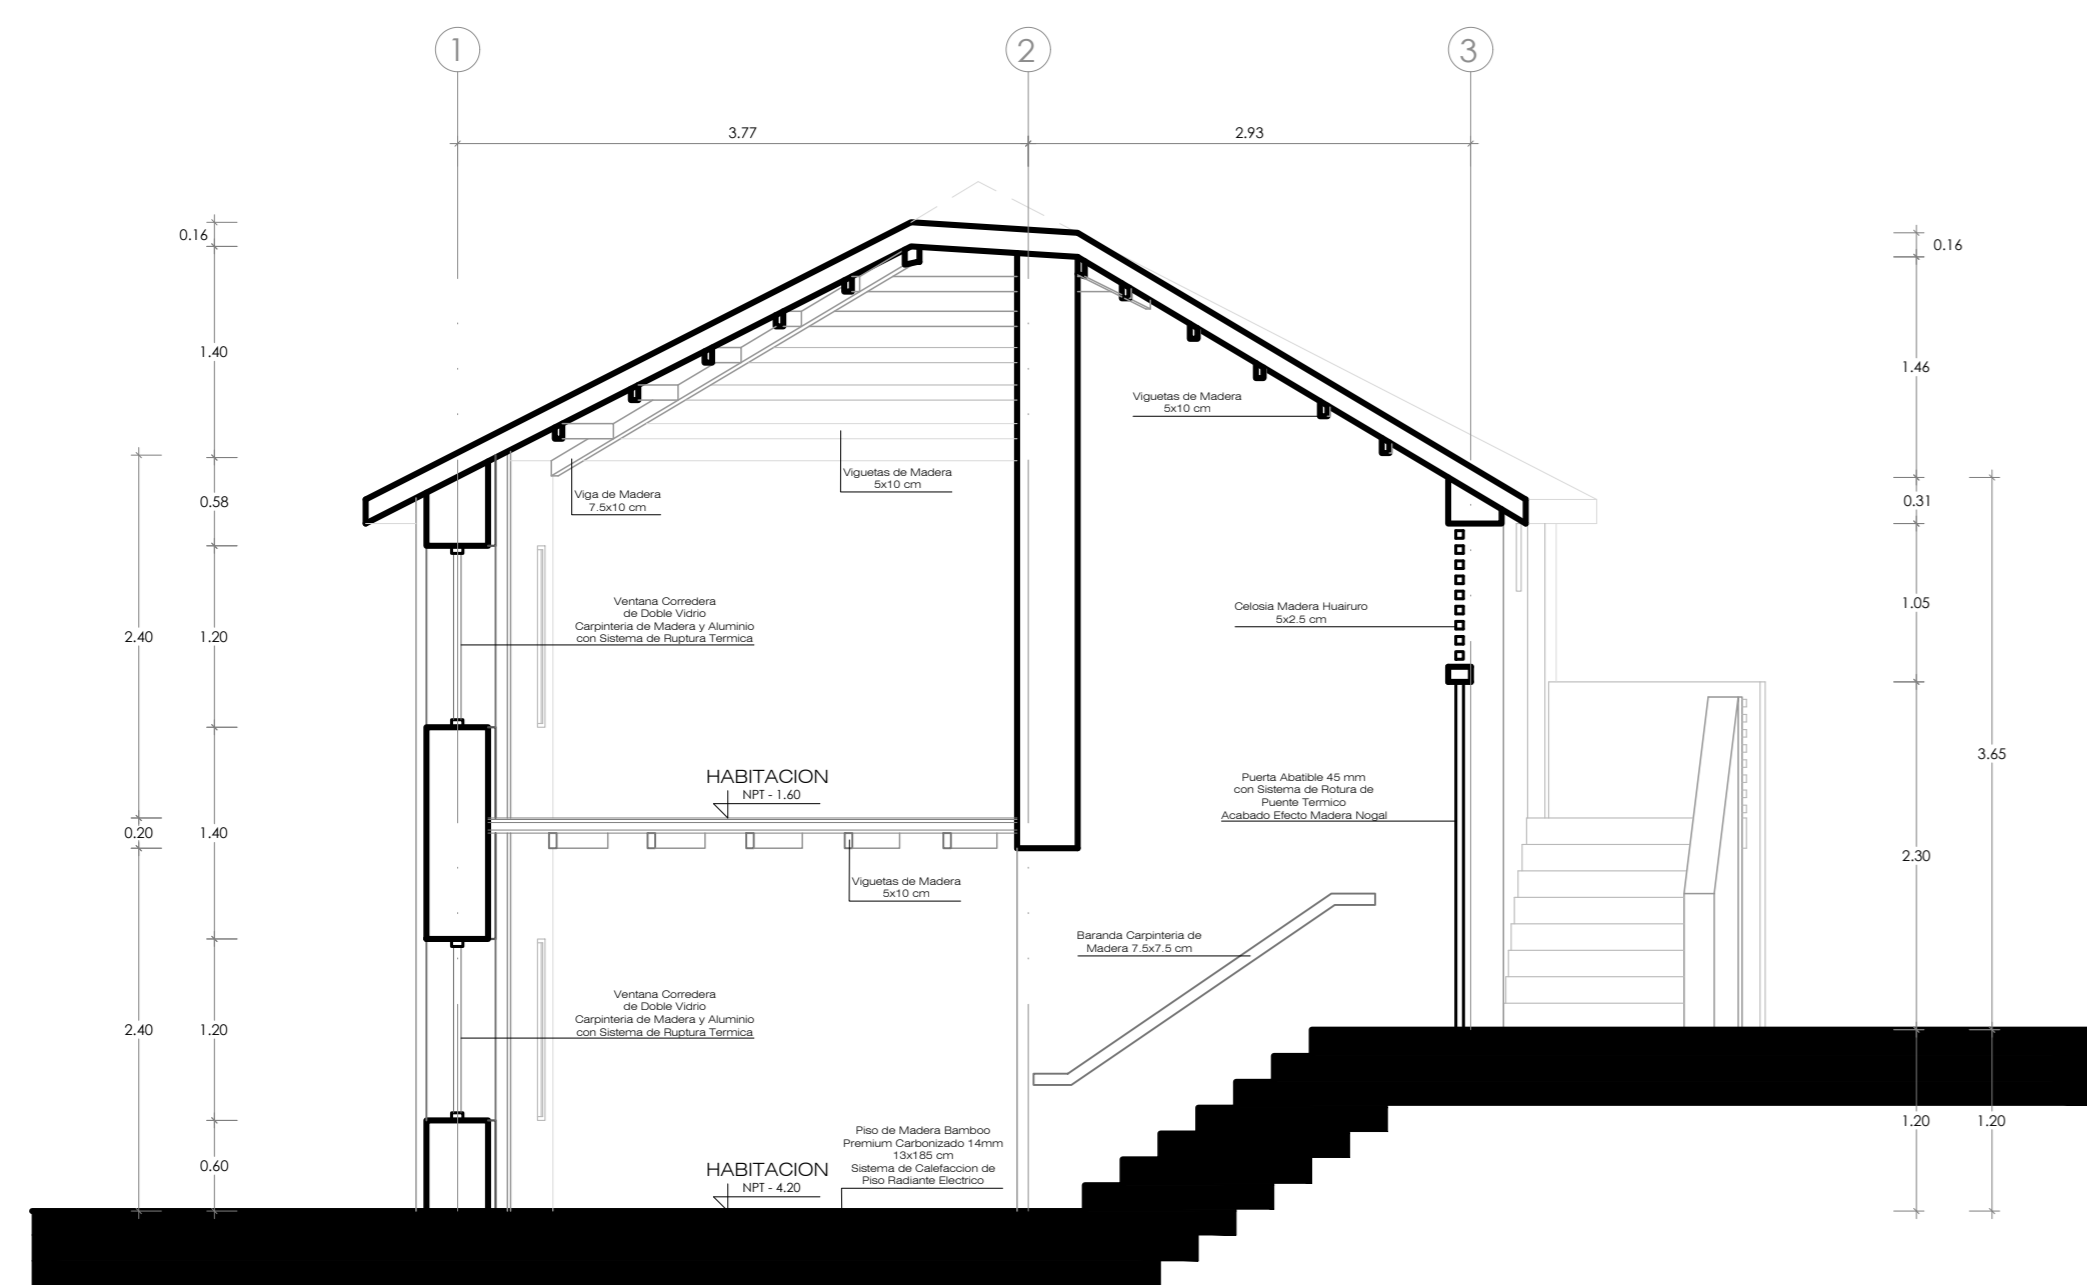 1
2
3
3.77
2.93
0.16
0.16
1.40
1.46
Viguetas de Madera
5x10 cm
Viguetas de Madera
5x10 cm
Viga de Madera
7.5x10 cm
0.58
0.31
Ventana Corredera
de Doble Vidrio
Carpinteria de Madera y Aluminio
con Sistema de Ruptura Termica
Celosia Madera Huairuro
5x2.5 cm
1.05
2.40
1.20
3.65
HABITACION
NPT - 1.60
Puerta Abatible 45 mm
con Sistema de Rotura de
Puente Termico
Acabado Efecto Madera Nogal
0.20
1.40
2.30
Viguetas de Madera
5x10 cm
Baranda Carpinteria de
Madera 7.5x7.5 cm
Ventana Corredera
de Doble Vidrio
Carpinteria de Madera y Aluminio
con Sistema de Ruptura Termica
2.40
1.20
1.20
1.20
Piso de Madera Bamboo
Premium Carbonizado 14mm
13x185 cm
Sistema de Calefaccion de
Piso Radiante Electrico
0.60
HABITACION
NPT - 4.20